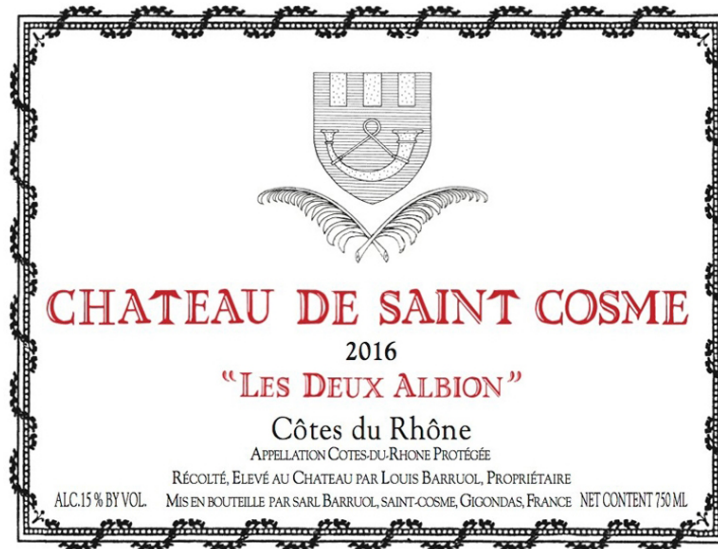 CHATEAU DE SAINT COSME
2016
“LES DEUX ALBION”
Côtes du Rhône
APPELLATION COTES-DU-RHONE PROTÉGÉE
RÉCOLTÉ, ELEVÉ AU CHATEAU PAR LOUIS BARRUOL, PROPRIÉTAIRE
ALC.15 % BY VOL. MIS EN BOUTEILLE PAR SARL BARRUOL, SAINT-COSME, GIGONDAS, FRANCE NET CONTENT 750 ML